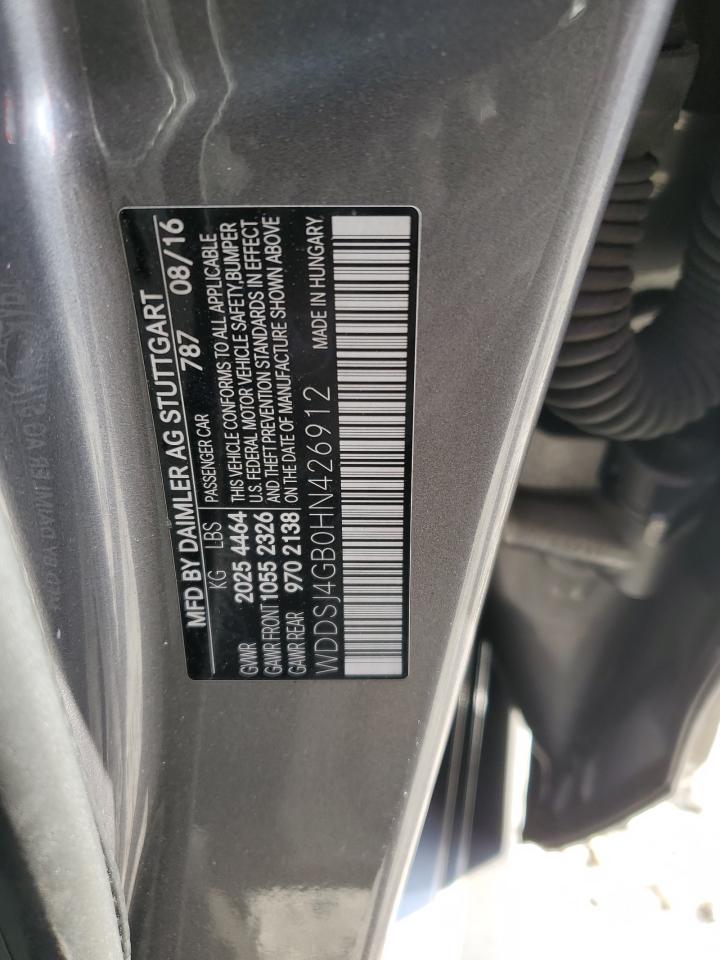 MFD BY DAIMLER AG STUTTGART
787 08/16
KG LBS PASSENGER CAR
GVWR 2025 4464 THIS VEHICLE CONFORMS TO ALL APPLICABLE
GAWR FRONT 1055 2326 U.S. FEDERAL MOTOR VEHICLE SAFETY,BUMPER
GAWR REAR 970 2138 AND THEFT PREVENTION STANDARDS IN EFFECT
ON THE DATE OF MANUFACTURE SHOWN ABOVE
WDDSJ4GB0HN426912 MADE IN HUNGARY